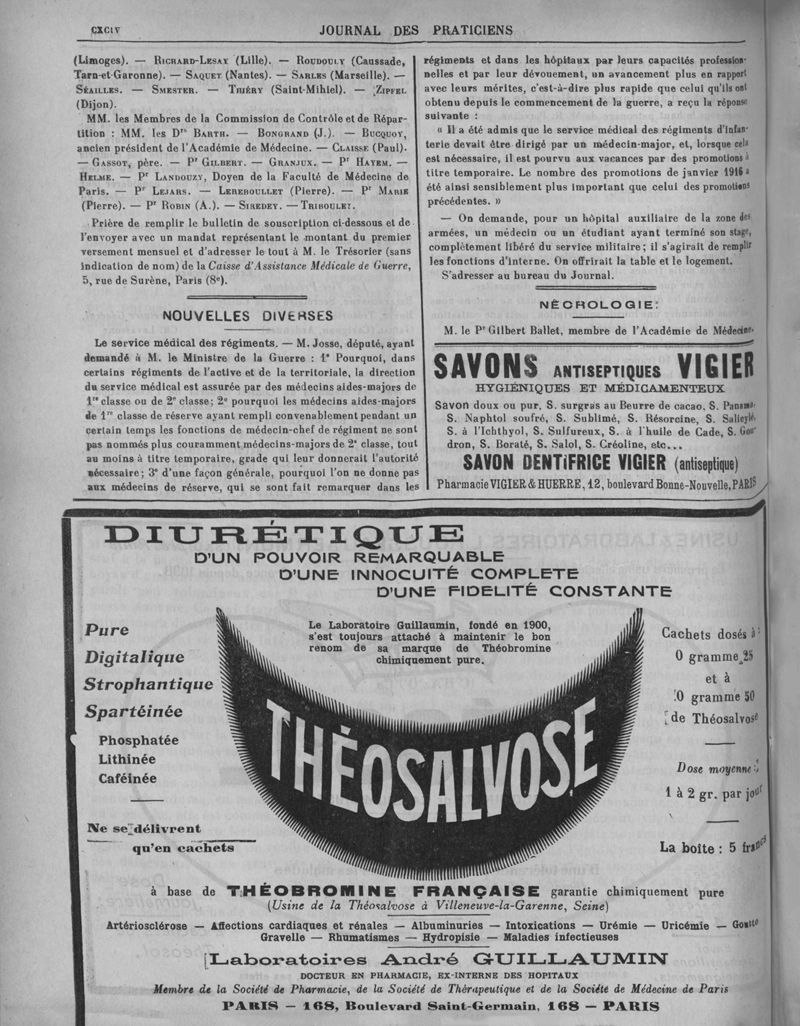 CXCIV
JOURNAL DES PRATICIENS
(Limoges). — RICHARD-LESAY (Lille). — ROUDOULY (Caussade,
Tarn-et-Garonne). — SAQUET (Nantes). — SARLES (Marseille). —
SÉAILLES. — SMESTER. — THIÉRY (Saint-Mihiel). — ZIPFEL
(Dijon).
MM. les Membres de la Commission de Contrôle et de Répar-
tition : MM. les Drs BARTH. — BONGRAND (J.). — BUCQUOY,
ancien président de l'Académie de Médecine. — CLAISSE (Paul).
— GASSOT, père. — Pr GILBERT. — GRANJUX. — Pr HAYEM. —
HELME. — Pr LANDOUZY, Doyen de la Faculté de Médecine de
Paris. — Pr LEJARS. — LEREBOULLET (Pierre). — Pr MARIE
(Pierre). — Pr ROBIN (A.). — SIREDEY. — TRIBOULET.
Prière de remplir le bulletin de souscription ci-dessous et de
l'envoyer avec un mandat représentant le montant du premier
versement mensuel et d'adresser le tout à M. le Trésorier (sans
indication de nom) de la Caisse d'Assistance Médicale de Guerre,
5, rue de Surène, Paris (8e).
NOUVELLES DIVERSES
Le service médical des régiments. — M. Josse, député, ayant
demandé à M. le Ministre de la Guerre : 1° Pourquoi, dans
certains régiments de l'active et de la territoriale, la direction
du service médical est assurée par des médecins aides-majors de
1re classe ou de 2e classe ; 2° pourquoi les médecins aides-majors
de 1re classe de réserve ayant rempli convenablement pendant un
certain temps les fonctions de médecin-chef de régiment ne sont
pas nommés plus couramment médecins-majors de 2e classe, tout
au moins à titre temporaire, grade qui leur donnerait l'autorité
nécessaire ; 3° d'une façon générale, pourquoi l'on ne donne pas
aux médecins de réserve, qui se sont fait remarquer dans les
régiments et dans les hôpitaux par leurs capacités profession-
nelles et par leur dévouement, un avancement plus en rapport
avec leurs mérites, c'est-à-dire plus rapide que celui qu'ils ont
obtenu depuis le commencement de la guerre, a reçu la réponse
suivante :
« Il a été admis que le service médical des régiments d'infan-
terie devait être dirigé par un médecin-major, et, lorsque cela
est nécessaire, il est pourvu aux vacances par des promotions à
titre temporaire. Le nombre des promotions de janvier 1916 a
été ainsi sensiblement plus important que celui des promotions
précédentes. »
— On demande, pour un hôpital auxiliaire de la zone des
armées, un médecin ou un étudiant ayant terminé son stage,
complètement libéré du service militaire ; il s'agirait de remplir
les fonctions d'interne. On offrirait la table et le logement.
S'adresser au bureau du Journal.
NÉCROLOGIE
M. le Pr Gilbert Ballet, membre de l'Académie de Médecine.
SAVONS ANTISEPTIQUES VIGIER
HYGIÉNIQUES ET MÉDICAMENTEUX
Savon doux ou pur, S. surgras au Beurre de cacao, S. Panama,
S. Naphtol soufré, S. Sublimé, S. Résorcine, S. Salicylé,
S. à l'Ichthyol, S. Sulfureux, S. à l'huile de Cade, S. Gou-
dron, S. Boraté, S. Salol, S. Créoline, etc...
SAVON DENTIFRICE VIGIER (antiseptique)
Pharmacie VIGIER & HUERRE, 12, boulevard Bonne-Nouvelle, PARIS
DIURÉTIQUE
D'UN POUVOIR REMARQUABLE
D'UNE INNOCUITÉ COMPLETE
D'UNE FIDELITÉ CONSTANTE
Le Laboratoire Guillaumin, fondé en 1900,
s'est toujours attaché à maintenir le bon
renom de sa marque de Théobromine
chimiquement pure.
Pure
Digitalique
Strophantique
Spartéinée
Phosphatée
Lithinée
Caféinée
Ne se délivrent
qu'en cachets
THÉOSALVOSE
Cachets dosés à :
0 gramme 25
et à
0 gramme 50
de Théosalvose
Dose moyenne :
1 à 2 gr. par jour
La boite : 5 francs
à base de THÉOBROMINE FRANÇAISE garantie chimiquement pure
(Usine de la Théosalvose à Villeneuve-la-Garenne, Seine)
Artériosclérose — Affections cardiaques et rénales — Albuminuries — Intoxications — Urémie — Uricémie — Goutte
Gravelle — Rhumatismes — Hydropisie — Maladies infectieuses
Laboratoires André GUILLAUMIN
DOCTEUR EN PHARMACIE, EX-INTERNE DES HOPITAUX
Membre de la Société de Pharmacie, de la Société de Thérapeutique et de la Société de Médecine de Paris
PARIS — 168, Boulevard Saint-Germain, 168 — PARIS